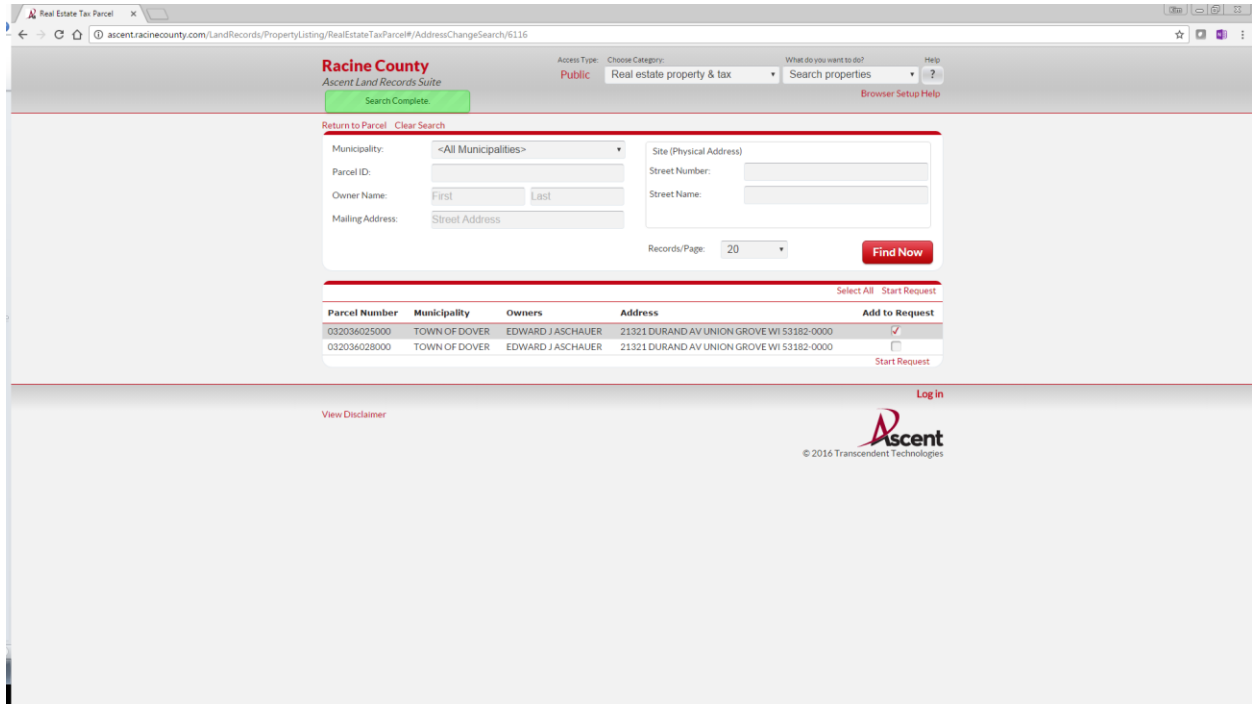 Real Estate Tax Parcel
ascent.racinecounty.com/LandRecords/PropertyListing/RealEstateTaxParcel#/AddressChangeSearch/6116
Racine County
Ascent Land Records Suite
Access Type: Choose Category: What do you want to do? Help
Public Real estate property & tax Search properties ?
Search Complete.
Browser Setup Help
Return to Parcel Clear Search
Municipality: <All Municipalities>
Parcel ID:
Owner Name: First Last
Mailing Address: Street Address
Site (Physical Address)
Street Number:
Street Name:
Records/Page: 20 Find Now
Select All Start Request
Parcel Number Municipality Owners Address Add to Request
032036025000 TOWN OF DOVER EDWARD J ASCHAUER 21321 DURAND AV UNION GROVE WI 53182-0000
032036028000 TOWN OF DOVER EDWARD J ASCHAUER 21321 DURAND AV UNION GROVE WI 53182-0000
Start Request
Log in
View Disclaimer
Ascent
© 2016 Transcendent Technologies